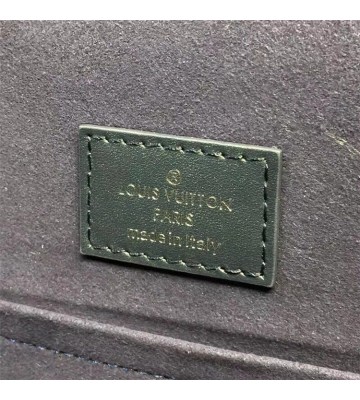 ®
LOUIS VUITTON
PARIS
made in Italy